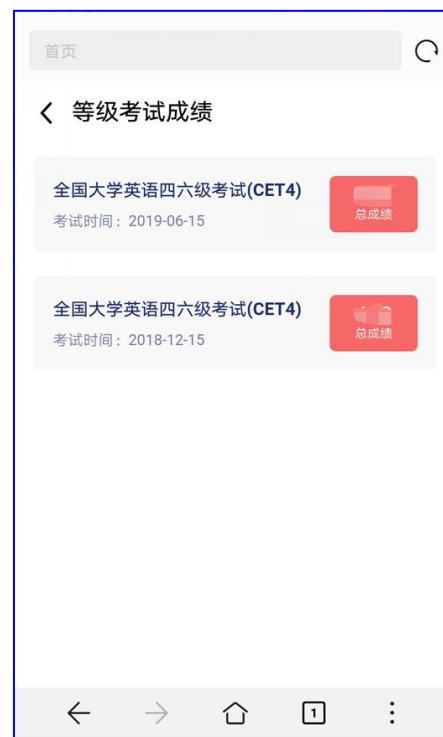 首页
等级考试成绩
全国大学英语四六级考试(CET4)
考试时间：2019-06-15
总成绩
全国大学英语四六级考试(CET4)
考试时间：2018-12-15
总成绩
1